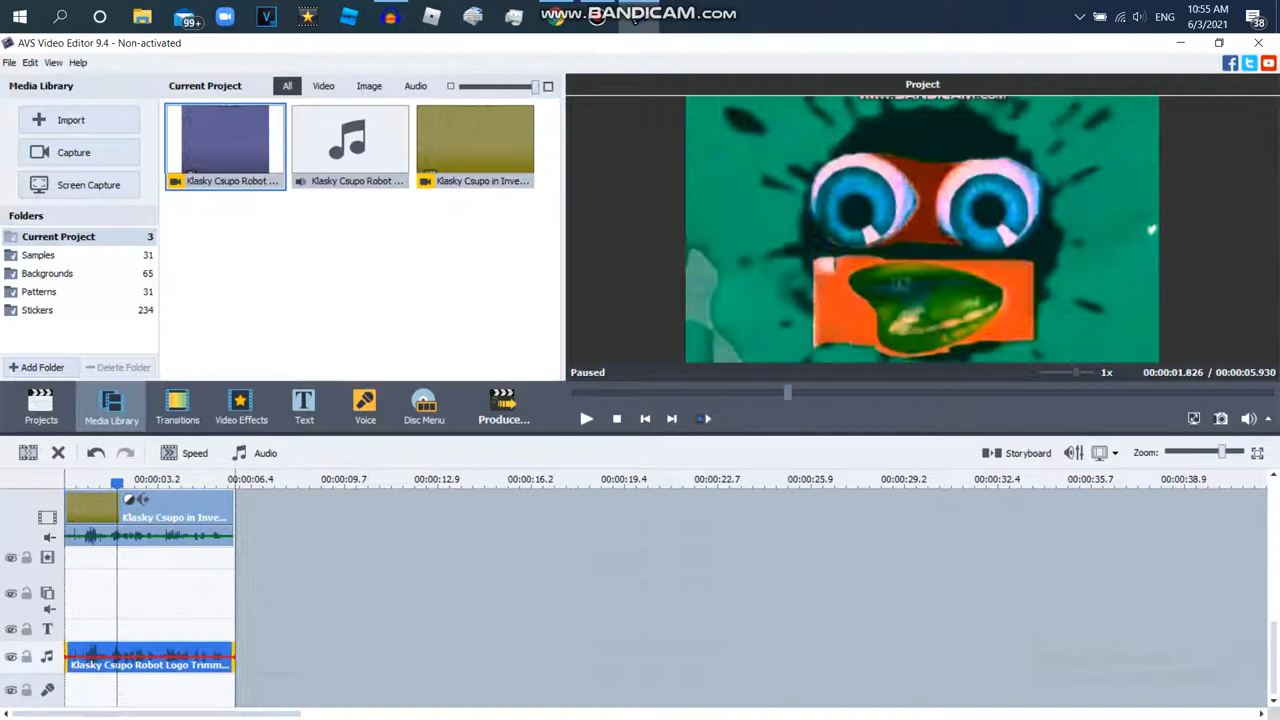 www.BANDICAM.com
99+
ENG
10:55 AM
6/3/2021
38
AVS Video Editor 9.4 - Non-activated
File Edit View Help
Media Library
Current Project
All Video Image Audio
Project
Import
Capture
Screen Capture
Klasky Csupo Robot ...
Klasky Csupo Robot ...
Klasky Csupo in Inve...
WWW.BANDICAM.COM
Folders
Current Project 3
Samples 31
Backgrounds 65
Patterns 31
Stickers 234
Add Folder
Delete Folder
Paused
1x
00:00:01.826 / 00:00:05.930
Projects
Media Library
Transitions
Video Effects
Text
Voice
Disc Menu
Produce...
Speed
Audio
Storyboard
Zoom:
00:00:03.2 00:00:06.4 00:00:09.7 00:00:12.9 00:00:16.2 00:00:19.4 00:00:22.7 00:00:25.9 00:00:29.2 00:00:32.4 00:00:35.7 00:00:38.9
Klasky Csupo in Inve...
T
Klasky Csupo Robot Logo Trimm...